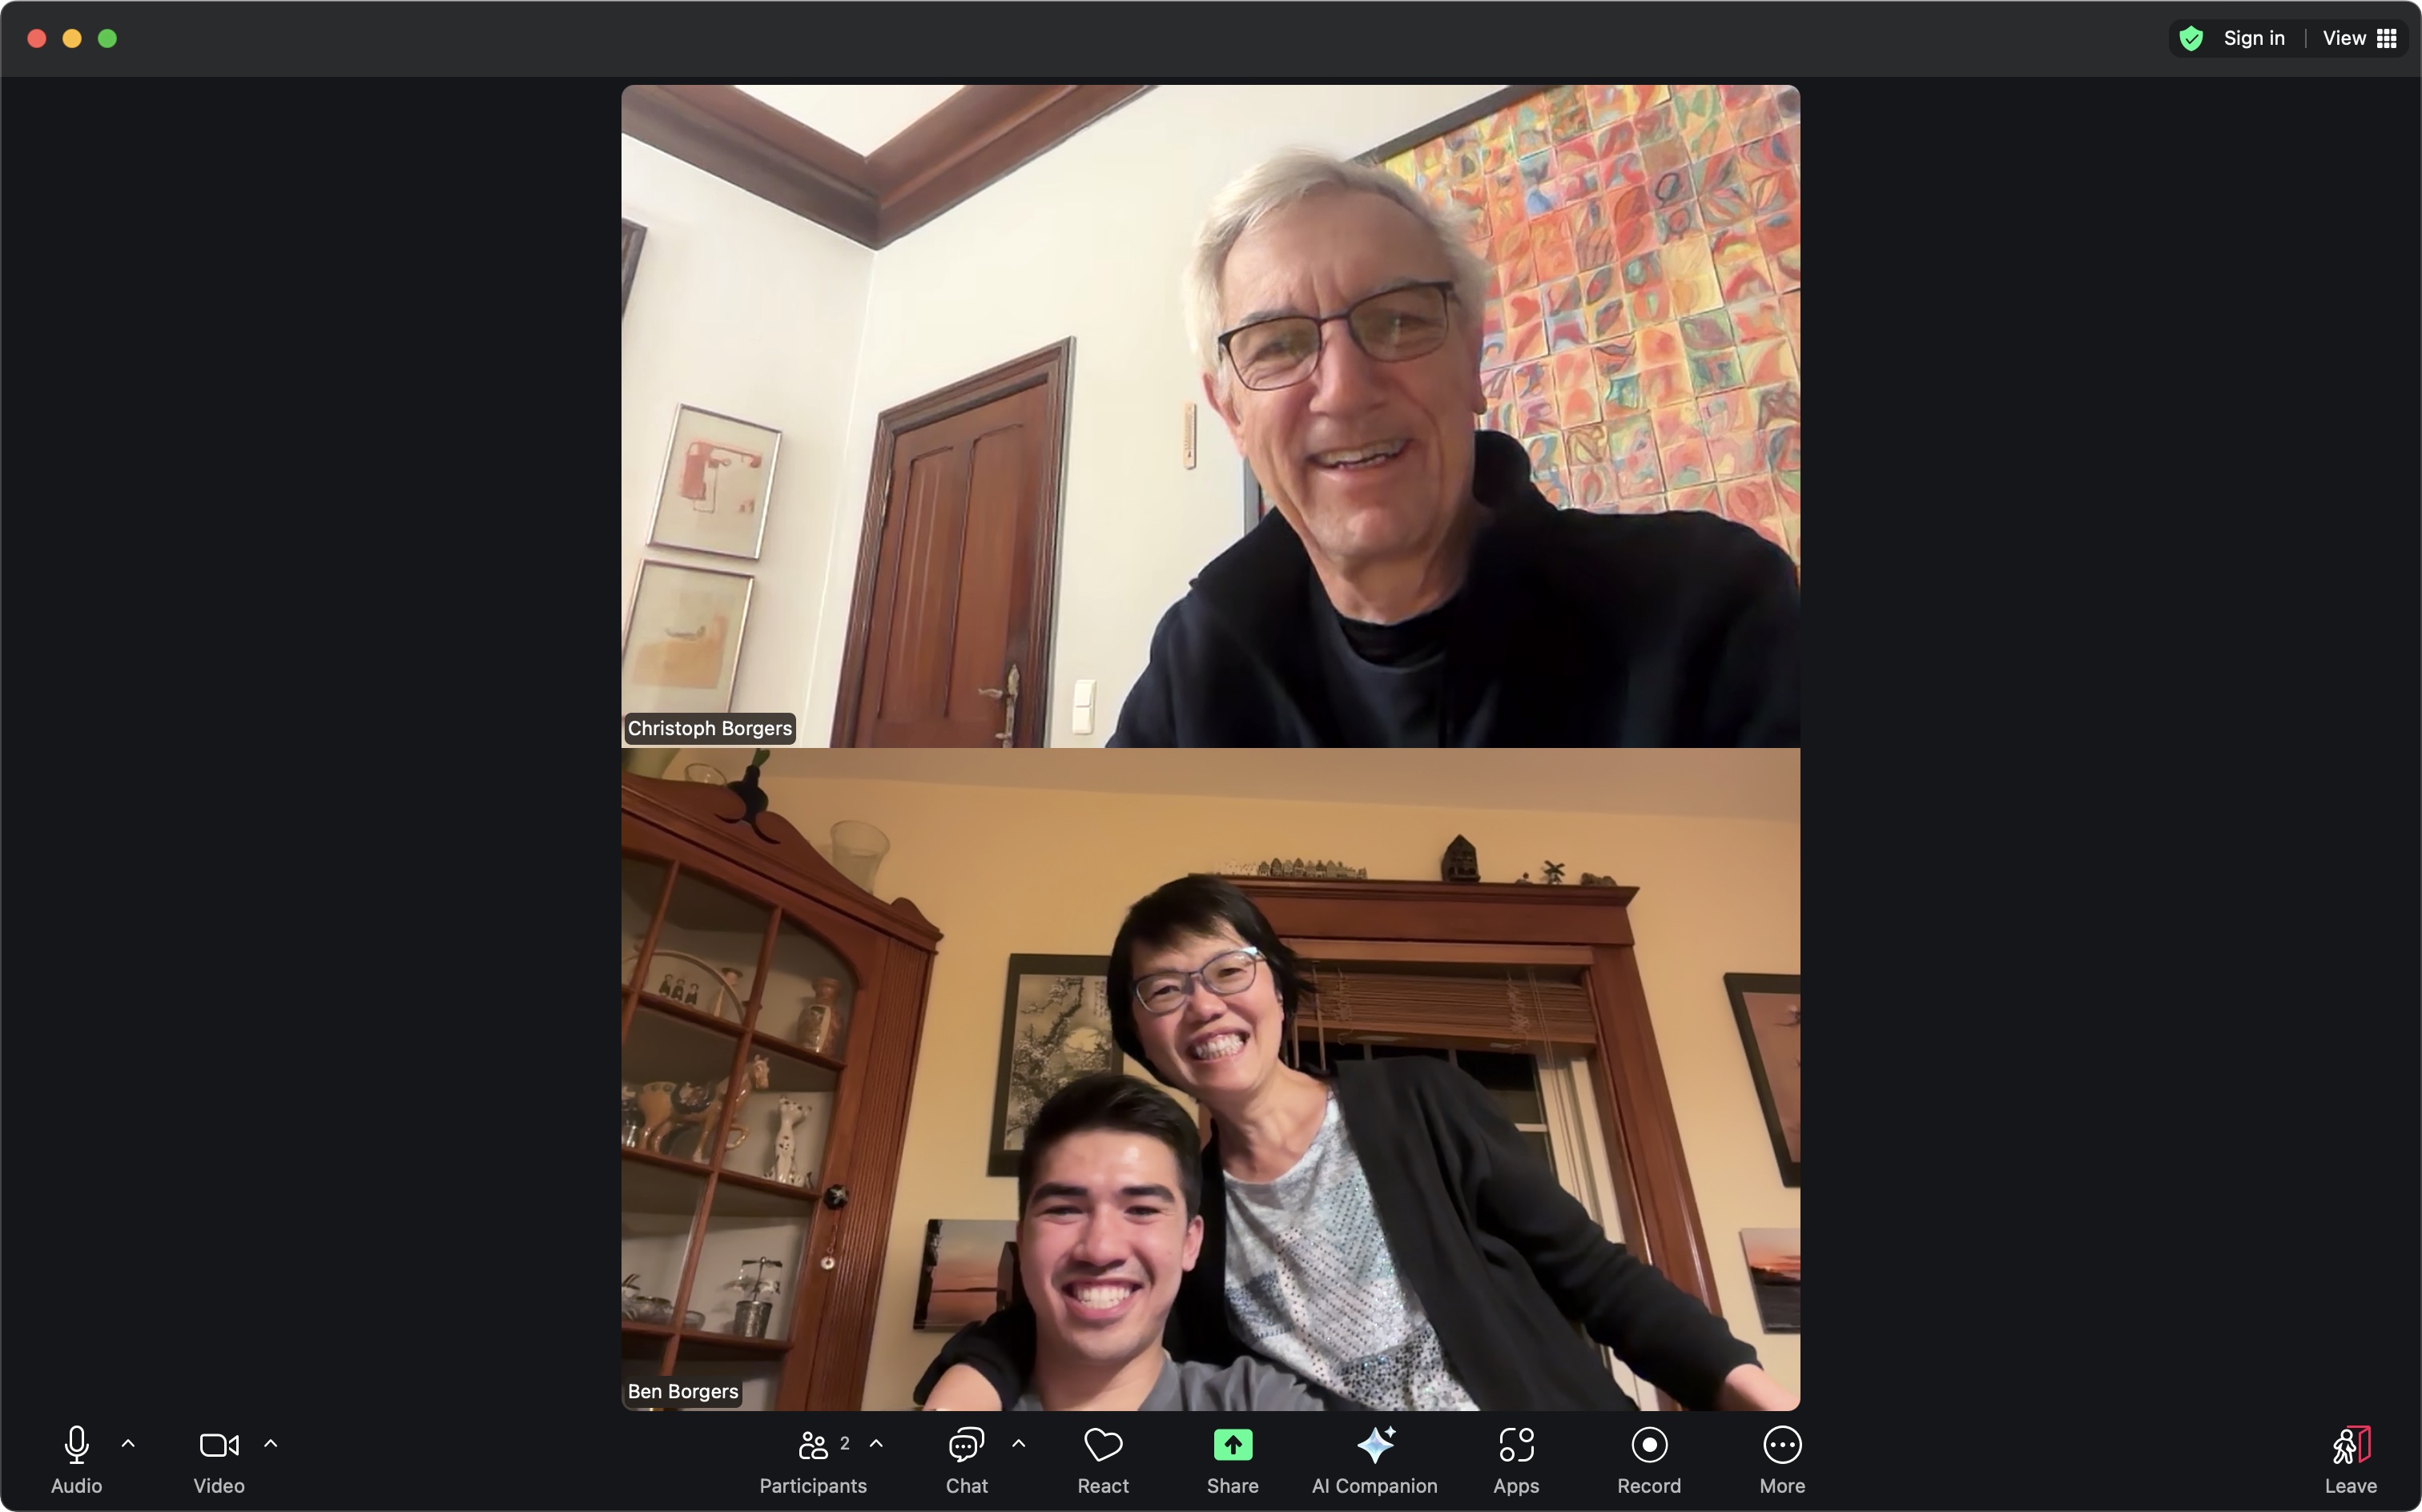 Sign in
View
Christoph Borgers
Ben Borgers
Audio
Video
2
Participants
Chat
React
Share
AI Companion
Apps
Record
More
Leave